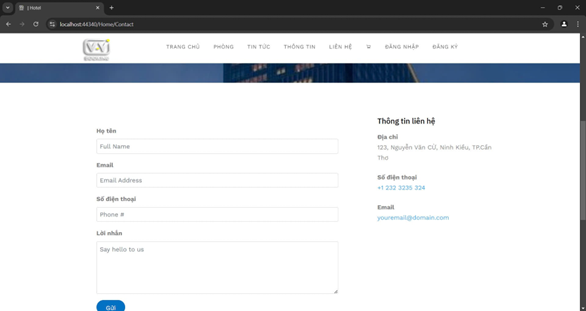 | Hotel
localhost:44340/Home/Contact
TRANG CHỦ PHÒNG TIN TỨC THÔNG TIN LIÊN HỆ ĐĂNG NHẬP ĐĂNG KÝ
Họ tên
Full Name
Email
Email Address
Số điện thoại
Phone #
Lời nhắn
Say hello to us
Gửi
Thông tin liên hệ
Địa chỉ
123, Nguyễn Văn Cừ, Ninh Kiều, TP.Cần
Thơ
Số điện thoại
+1 232 3235 324
Email
youremail@domain.com